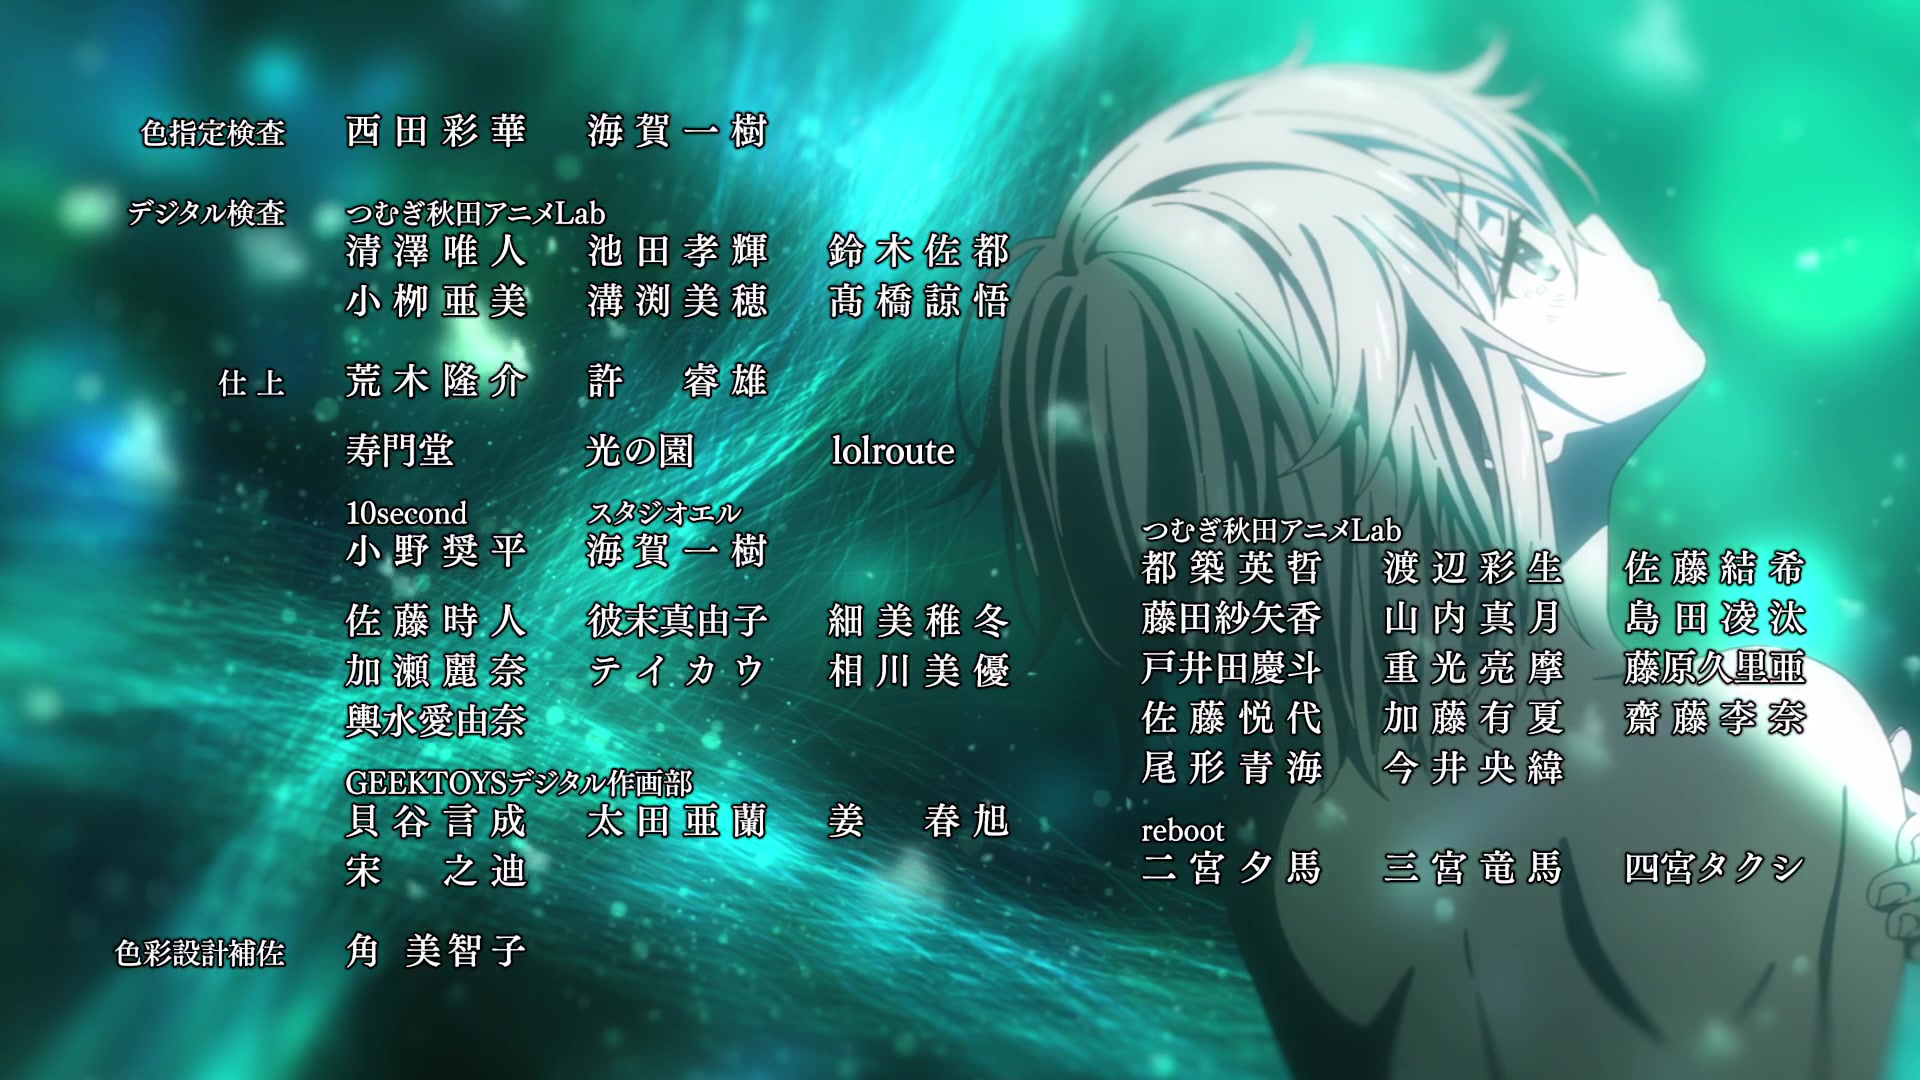 色指定検査 西田彩華 海賀一樹
デジタル検査 つむぎ秋田アニメLab
清澤唯人 池田孝輝 鈴木佐都
小栁亜美 溝渕美穂 髙橋諒悟
仕上 荒木隆介 許 睿雄
寿門堂 光の園 lolroute
10second スタジオエル
小野奨平 海賀一樹
佐藤時人 彼末真由子 細美稚冬
加瀬麗奈 テイカウ 相川美優
輿水愛由奈
GEEKTOYSデジタル作画部
貝谷言成 太田亜蘭 姜 春旭
宋 之迪
色彩設計補佐 角 美智子
つむぎ秋田アニメLab
都築英哲 渡辺彩生 佐藤結希
藤田紗矢香 山内真月 島田凌汰
戸井田慶斗 重光亮摩 藤原久里亜
佐藤悦代 加藤有夏 齋藤李奈
尾形青海 今井央緯
reboot
二宮夕馬 三宮竜馬 四宮タクシ